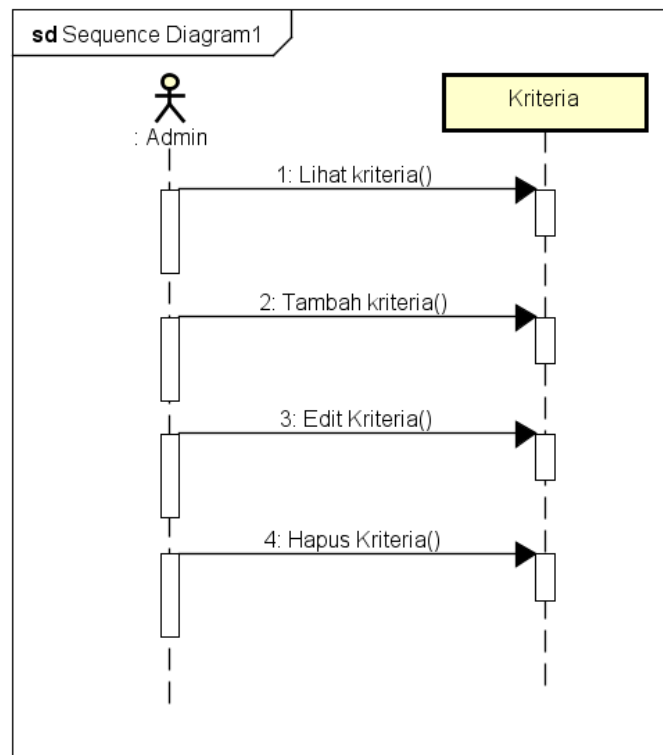 sd Sequence Diagram1
: Admin
Kriteria
1: Lihat kriteria()
2: Tambah kriteria()
3: Edit Kriteria()
4: Hapus Kriteria()